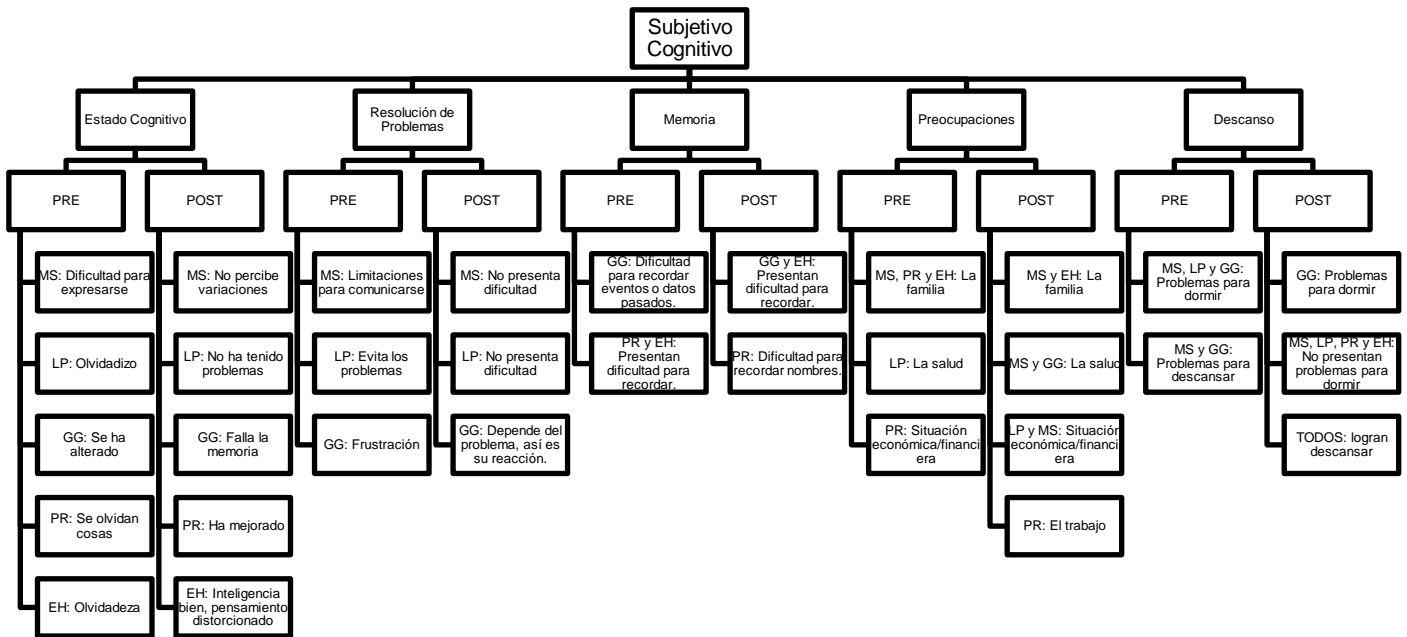 Subjetivo
Cognitivo
Estado Cognitivo
Resolución de
Problemas
Memoria
Preocupaciones
Descanso
PRE
POST
PRE
POST
PRE
POST
PRE
POST
PRE
POST
MS: Dificultad para
expresarse
LP: Olvidadizo
GG: Se ha
alterado
PR: Se olvidan
cosas
EH: Olvidadeza
MS: No percibe
variaciones
LP: No ha tenido
problemas
GG: Falla la
memoria
PR: Ha mejorado
EH: Inteligencia
bien, pensamiento
distorcionado
MS: Limitaciones
para comunicarse
LP: Evita los
problemas
GG: Frustración
MS: No presenta
dificultad
LP: No presenta
dificultad
GG: Depende del
problema, así es
su reacción.
GG: Dificultad
para recordar
eventos o datos
pasados.
PR y EH:
Presentan
dificultad para
recordar.
GG y EH:
Presentan
dificultad para
recordar.
PR: Dificultad para
recordar nombres.
MS, PR y EH: La
familia
LP: La salud
PR: Situación
económica/financi
era
MS y EH: La
familia
MS y GG: La salud
LP y MS: Situación
económica/financi
era
PR: El trabajo
MS, LP y GG:
Problemas para
dormir
MS y GG:
Problemas para
descansar
GG: Problemas
para dormir
MS, LP, PR y EH:
No presentan
problemas para
dormir
TODOS: logran
descansar